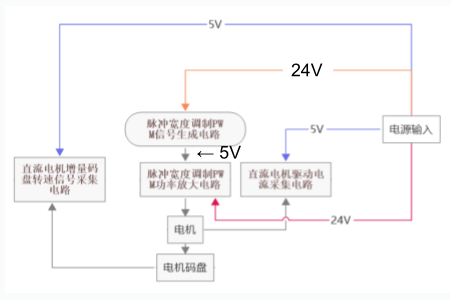 5V
24V
脉冲宽度调制PW
M信号生成电路
5V
电源输入
← 5V
直流电机增量码
盘转速信号采集
电路
脉冲宽度调制PW
M功率放大电路
直流电机驱动电
流采集电路
24V
电机
电机码盘